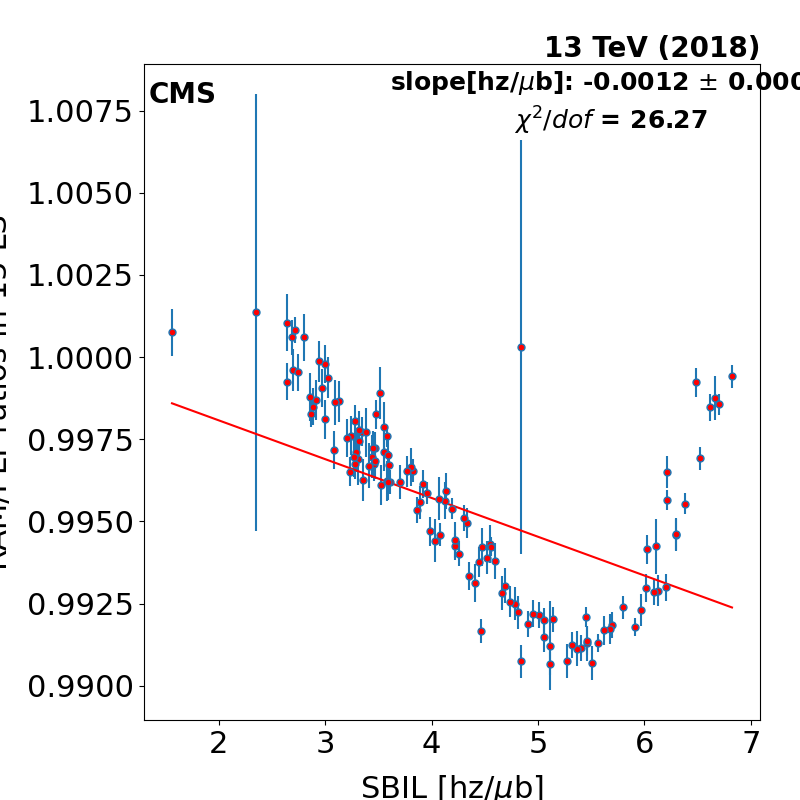 13 TeV (2018)
CMS
slope[hz/μb]: -0.0012 ± 0.000
χ²/dof = 26.27
1.0075
1.0050
1.0025
1.0000
0.9975
0.9950
0.9925
0.9900
2 3 4 5 6 7
SBIL [hz/μb]